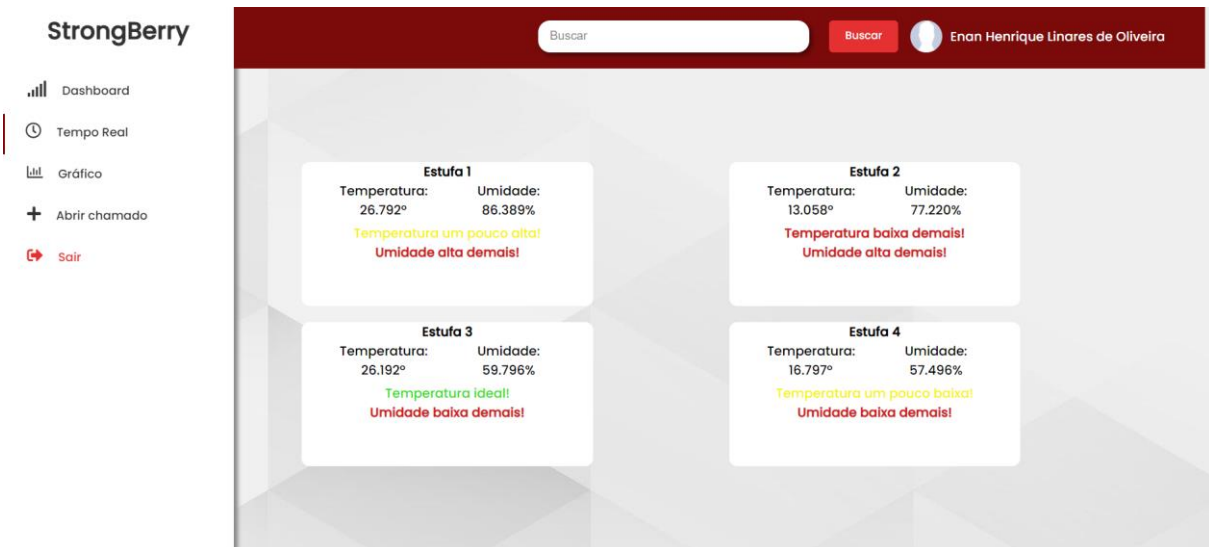 StrongBerry
Buscar
Buscar
Enan Henrique Linares de Oliveira
Dashboard
Tempo Real
Gráfico
Abrir chamado
Sair
Estufa 1
Temperatura: Umidade:
26.792º 86.389%
Temperatura um pouco alta!
Umidade alta demais!
Estufa 2
Temperatura: Umidade:
13.058º 77.220%
Temperatura baixa demais!
Umidade alta demais!
Estufa 3
Temperatura: Umidade:
26.192º 59.796%
Temperatura ideal!
Umidade baixa demais!
Estufa 4
Temperatura: Umidade:
16.797º 57.496%
Temperatura um pouco baixa!
Umidade baixa demais!